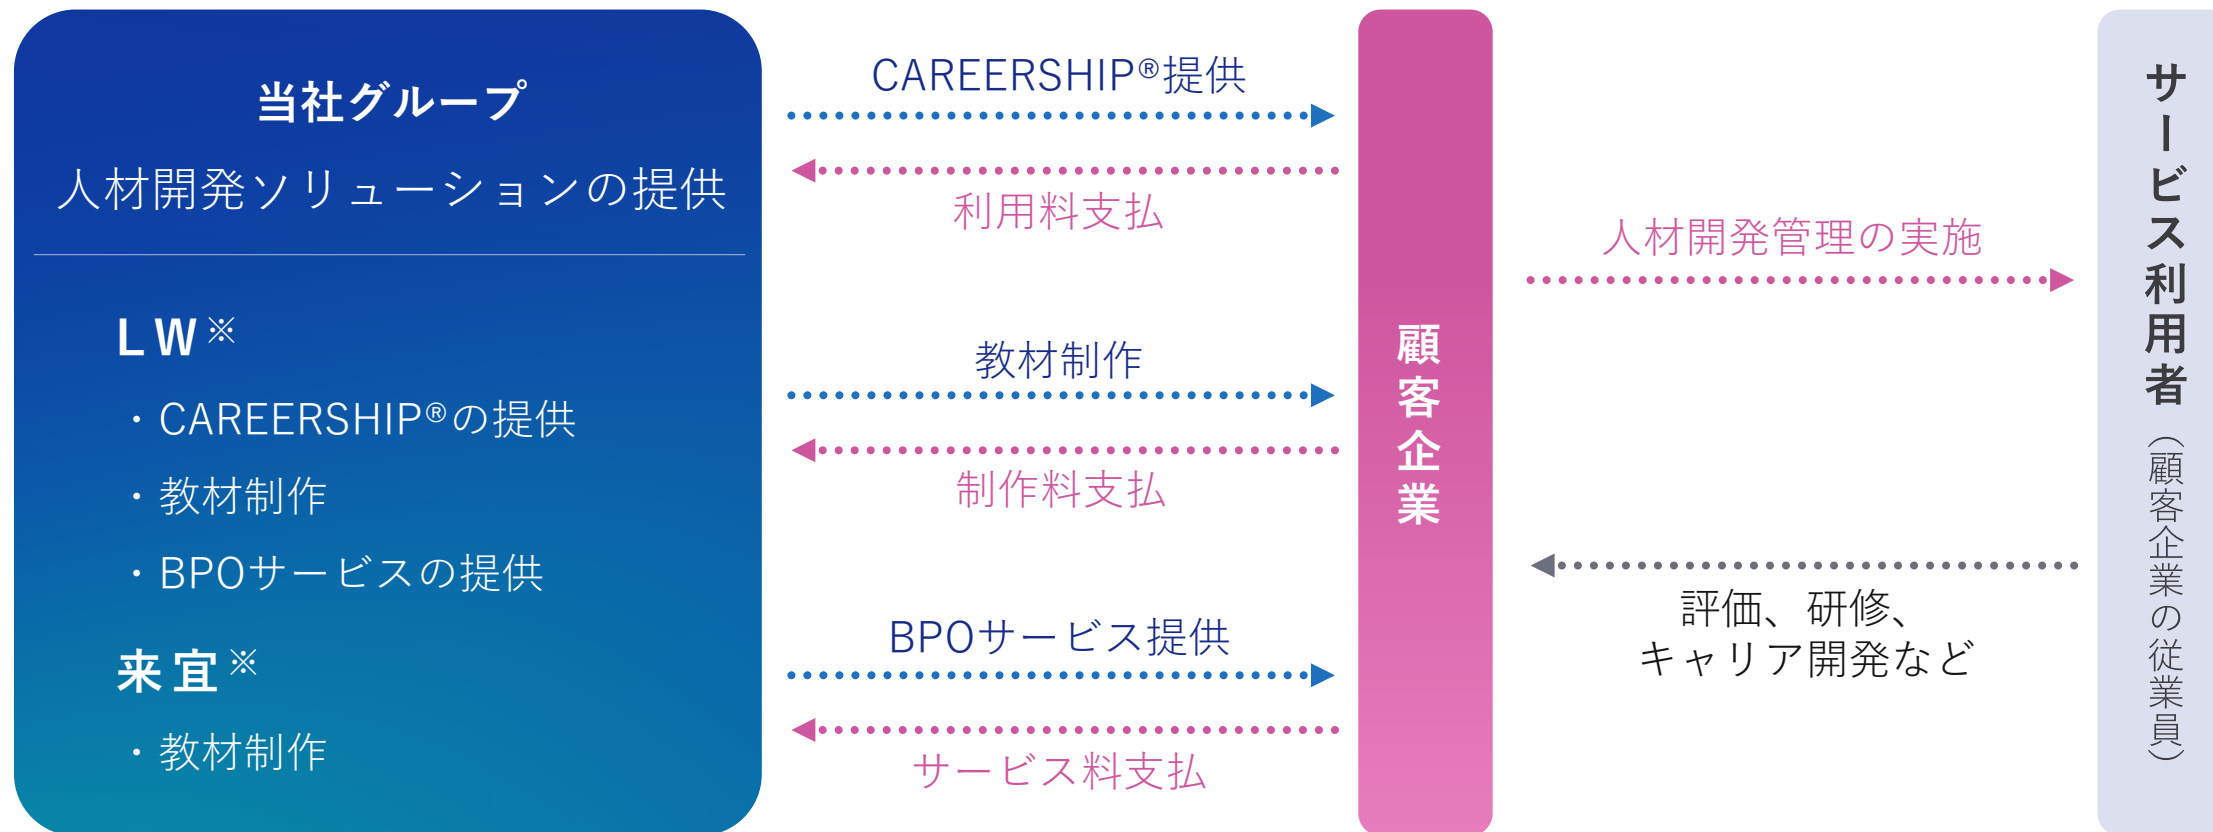 当社グループ
人材開発ソリューションの提供
LW※
・CAREERSHIP®の提供
・教材制作
・BPOサービスの提供
来宜※
・教材制作
CAREERSHIP®提供
利用料支払
教材制作
制作料支払
BPOサービス提供
サービス料支払
顧客企業
人材開発管理の実施
評価、研修、
キャリア開発など
サービス利用者（顧客企業の従業員）